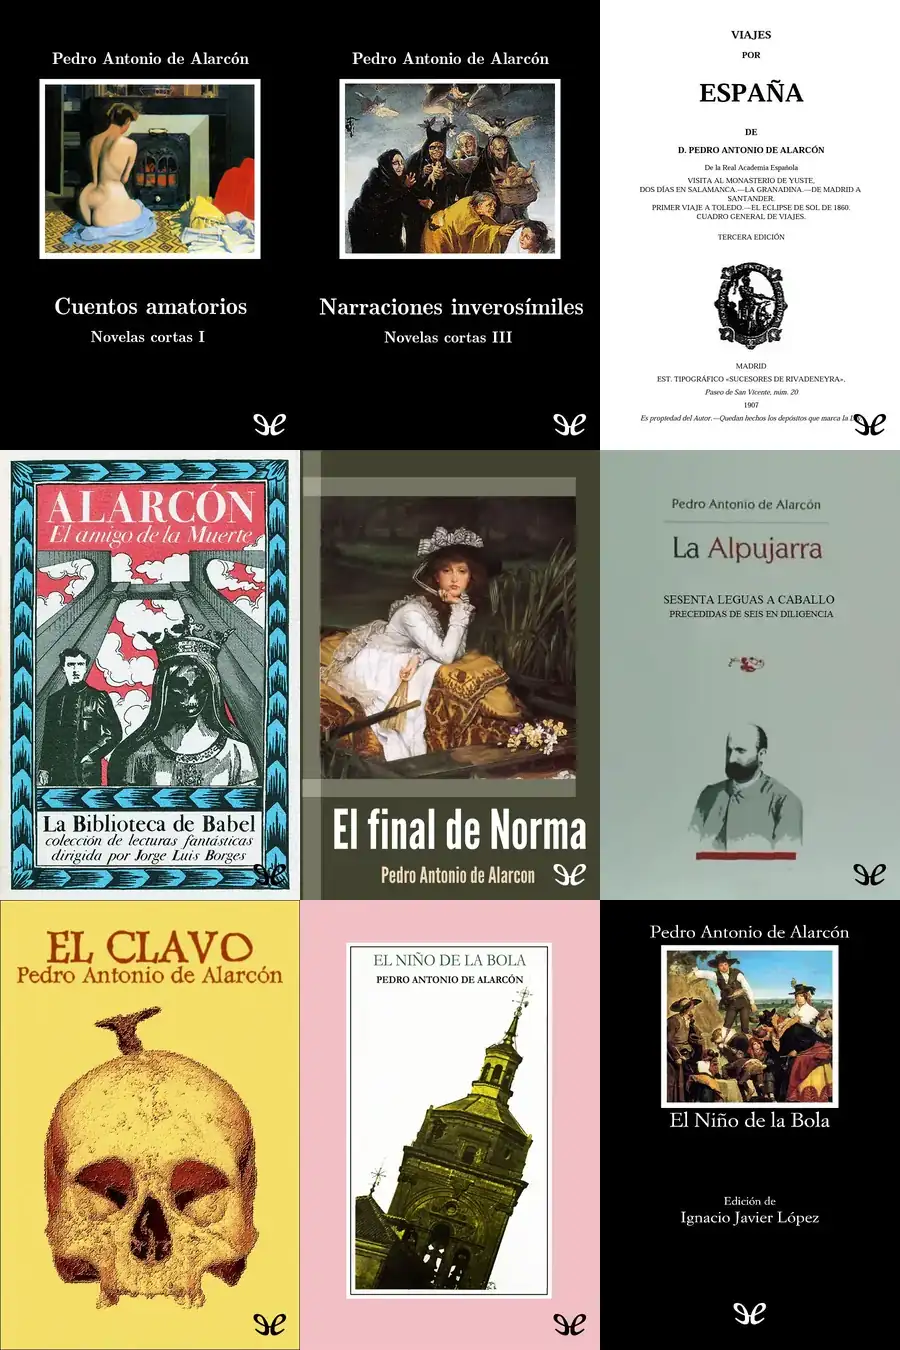 Pedro Antonio de Alarcón
Cuentos amatorios
Novelas cortas I
Pedro Antonio de Alarcón
Narraciones inverosímiles
Novelas cortas III
VIAJES
POR
ESPAÑA
DE
D. PEDRO ANTONIO DE ALARCÓN
De la Real Academia Española
VISITA AL MONASTERIO DE YUSTE,
DOS DÍAS EN SALAMANCA.—LA GRANADINA.—DE MADRID A
SANTANDER.
PRIMER VIAJE A TOLEDO.—EL ECLIPSE DE SOL DE 1860.
CUADRO GENERAL DE VIAJES.
TERCERA EDICIÓN
MADRID
EST. TIPOGRÁFICO «SUCESORES DE RIVADENEYRA».
Paseo de San Vicente, núm. 20
1907
Es propiedad del Autor.—Quedan hechos los depósitos que marca la
ALARCÓN
El amigo de la Muerte
La Biblioteca de Babel
colección de lecturas fantásticas
dirigida por Jorge Luis Borges
El final de Norma
Pedro Antonio de Alarcon
Pedro Antonio de Alarcón
La Alpujarra
SESENTA LEGUAS A CABALLO
PRECEDIDAS DE SEIS EN DILIGENCIA
EL CLAVO
Pedro Antonio de Alarcón
EL NIÑO DE LA BOLA
PEDRO ANTONIO DE ALARCÓN
Pedro Antonio de Alarcón
El Niño de la Bola
Edición de
Ignacio Javier López